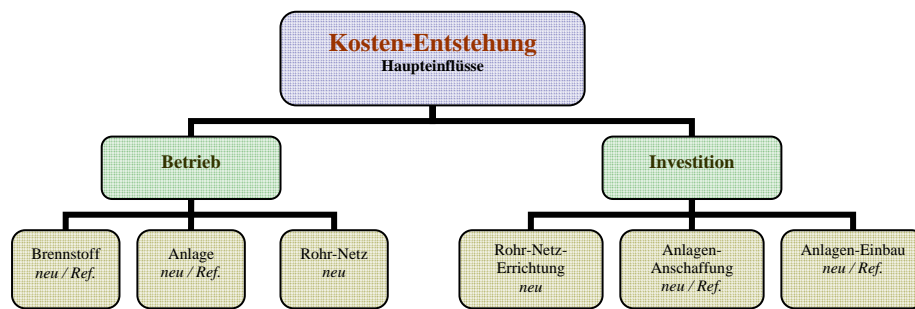 Kosten-Entstehung
Haupteinflüsse
Betrieb
Investition
Brennstoff
neu / Ref.
Anlage
neu / Ref.
Rohr-Netz
neu
Rohr-Netz-
Errichtung
neu
Anlagen-
Anschaffung
neu / Ref.
Anlagen-Einbau
neu / Ref.